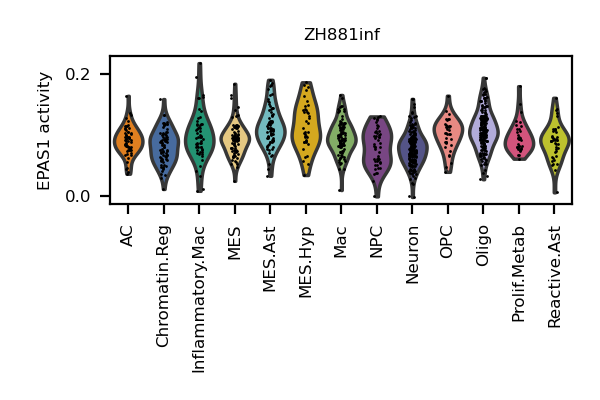 ZH881inf
EPAS1 activity
0.2
0.0
AC
Chromatin.Reg
Inflammatory.Mac
MES
MES.Ast
MES.Hyp
Mac
NPC
Neuron
OPC
Oligo
Prolif.Metab
Reactive.Ast